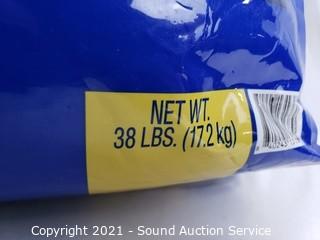 NET WT.
38 LBS. (17.2 kg)
Copyright 2021 - Sound Auction Service